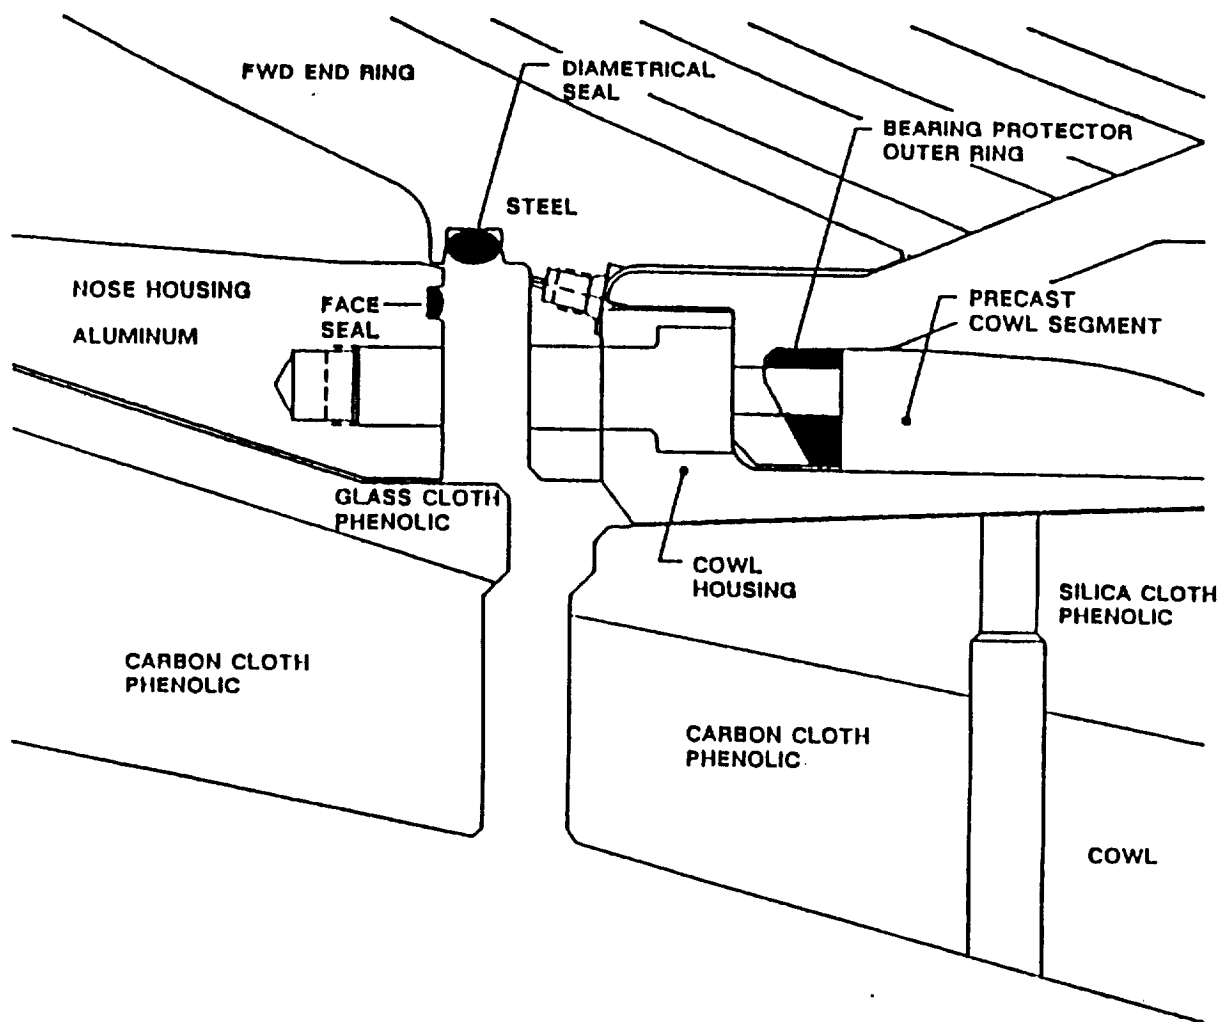 FWD END RING
DIAMETRICAL
SEAL
BEARING PROTECTOR
OUTER RING
STEEL
NOSE HOUSING
ALUMINUM
FACE
SEAL
PRECAST
COWL SEGMENT
GLASS CLOTH
PHENOLIC
COWL
HOUSING
SILICA CLOTH
PHENOLIC
CARBON CLOTH
PHENOLIC
CARBON CLOTH
PHENOLIC
COWL